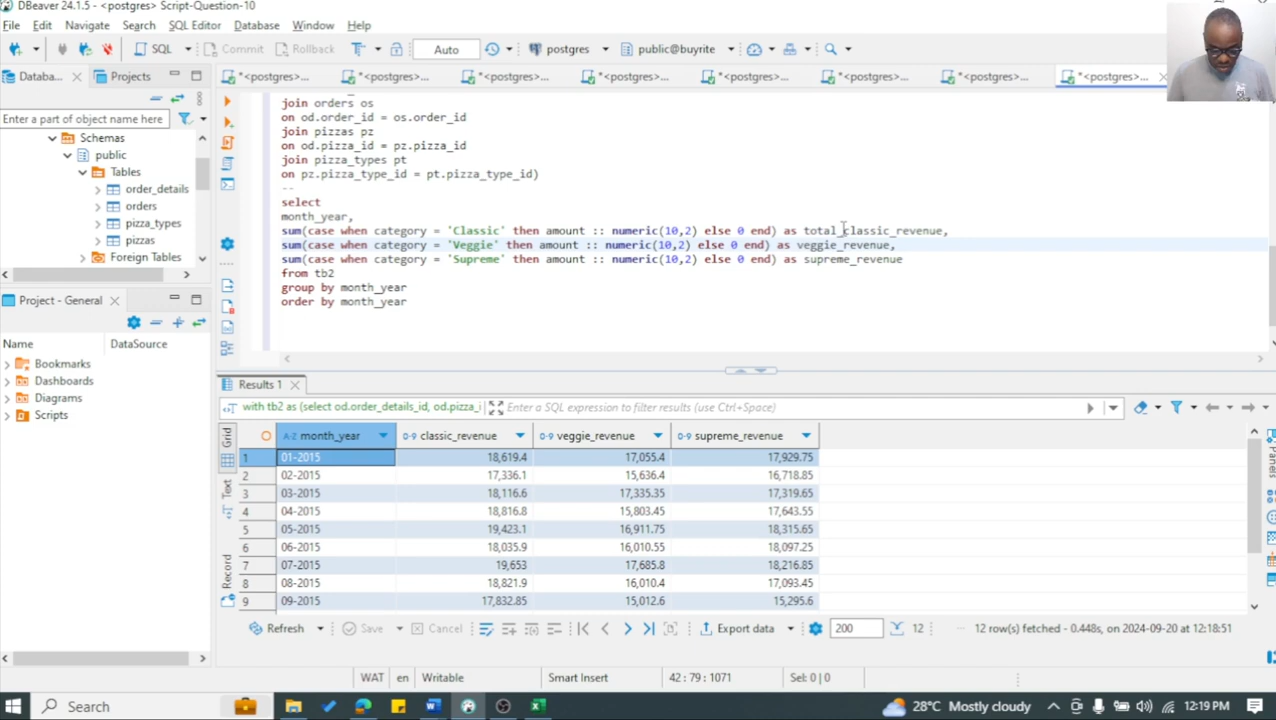 DBeaver 24.1.5 - <postgres> Script-Question-10
File Edit Navigate Search SQL Editor Database Window Help
SQL Commit Rollback Auto postgres public@buyrite
Databa... Projects *<postgres>... *<postgres>... *<postgres>... *<postgres>... *<postgres>... *<postgres>... *<postgres>... *<postgres>...
Enter a part of object name here
Schemas
public
Tables
order_details
orders
pizza_types
pizzas
Foreign Tables
join orders os
on od.order_id = os.order_id
join pizzas pz
on od.pizza_id = pz.pizza_id
join pizza_types pt
on pz.pizza_type_id = pt.pizza_type_id)
--
select
month_year,
sum(case when category = 'Classic' then amount :: numeric(10,2) else 0 end) as total_classic_revenue,
sum(case when category = 'Veggie' then amount :: numeric(10,2) else 0 end) as veggie_revenue,
sum(case when category = 'Supreme' then amount :: numeric(10,2) else 0 end) as supreme_revenue
from tb2
group by month_year
order by month_year
Project - General
Name DataSource
Bookmarks
Dashboards
Diagrams
Scripts
Results 1
with tb2 as (select od.order_details_id, od.pizza_i Enter a SQL expression to filter results (use Ctrl+Space)
Grid
Text
Record
Panels
A-Z month_year 0-9 classic_revenue 0-9 veggie_revenue 0-9 supreme_revenue
1 01-2015 18,619.4 17,055.4 17,929.75
2 02-2015 17,336.1 15,636.4 16,718.85
3 03-2015 18,116.6 17,335.35 17,319.65
4 04-2015 18,816.8 15,803.45 17,643.55
5 05-2015 19,423.1 16,911.75 18,315.65
6 06-2015 18,035.9 16,010.55 18,097.25
7 07-2015 19,653 17,685.8 18,216.85
8 08-2015 18,821.9 16,010.4 17,093.45
9 09-2015 17,832.85 15,012.6 15,295.6
Refresh Save Cancel Export data 200 12 12 row(s) fetched - 0.448s, on 2024-09-20 at 12:18:51
WAT en Writable Smart Insert 42 : 79 : 1071 Sel: 0 | 0
Search 28°C Mostly cloudy 12:19 PM